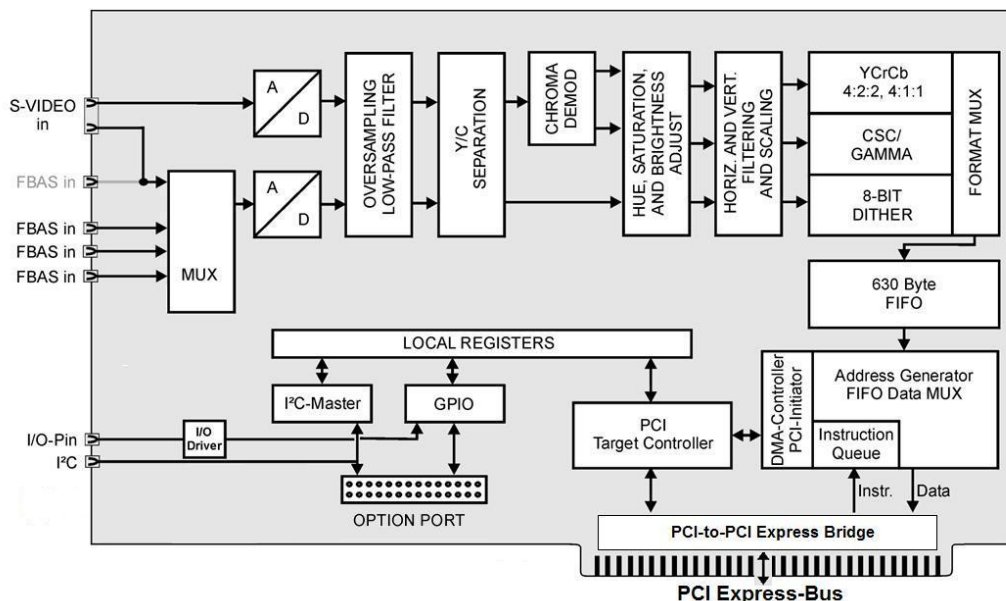 S-VIDEO
in
FBAS in
FBAS in
FBAS in
FBAS in
MUX
A
D
A
D
OVERSAMPLING
LOW-PASS FILTER
Y/C
SEPARATION
CHROMA
DEMOD
HUE, SATURATION,
AND BRIGHTNESS
ADJUST
HORIZ. AND VERT.
FILTERING
AND SCALING
YCrCb
4:2:2, 4:1:1
CSC/
GAMMA
8-BIT
DITHER
FORMAT MUX
630 Byte
FIFO
LOCAL REGISTERS
I²C-Master
GPIO
I/O-Pin
I²C
I/O
Driver
OPTION PORT
PCI
Target Controller
DMA-Controller
PCI-Initiator
Address Generator
FIFO Data MUX
Instruction
Queue
Instr.
Data
PCI-to-PCI Express Bridge
PCI Express-Bus